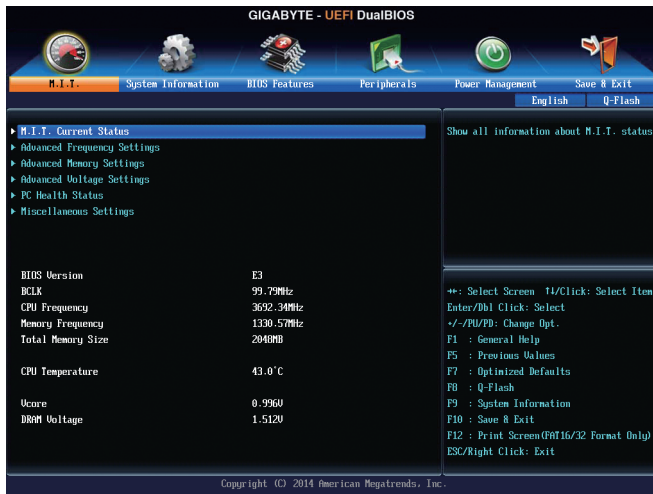 GIGABYTE - UEFI DualBIOS
M.I.T. System Information BIOS Features Peripherals Power Management Save & Exit
English Q-Flash
M.I.T. Current Status
Advanced Frequency Settings
Advanced Memory Settings
Advanced Voltage Settings
PC Health Status
Miscellaneous Settings
Show all information about M.I.T. status
BIOS Version E3
BCLK 99.79MHz
CPU Frequency 3692.34MHz
Memory Frequency 1330.57MHz
Total Memory Size 2048MB
CPU Temperature 43.0°C
Vcore 0.996V
DRAM Voltage 1.512V
→←: Select Screen ↑↓/Click: Select Item
Enter/Dbl Click: Select
+/-/PU/PD: Change Opt.
F1 : General Help
F5 : Previous Values
F7 : Optimized Defaults
F8 : Q-Flash
F9 : System Information
F10 : Save & Exit
F12 : Print Screen(FAT16/32 Format Only)
ESC/Right Click: Exit
Copyright (C) 2014 American Megatrends, Inc.